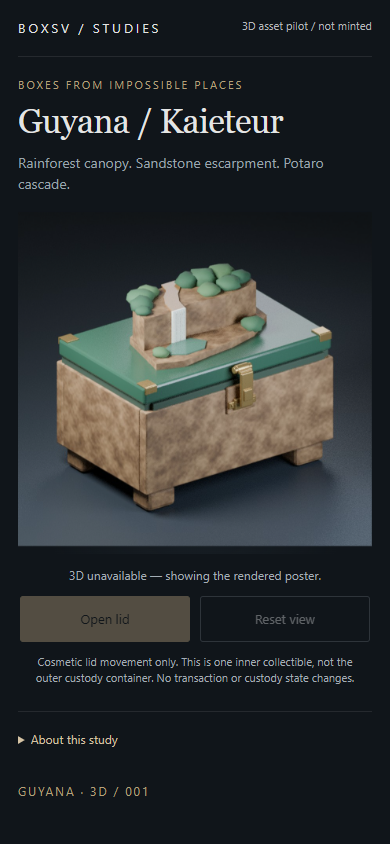 BOXSV / STUDIES
3D asset pilot / not minted
BOXES FROM IMPOSSIBLE PLACES
Guyana / Kaieteur
Rainforest canopy. Sandstone escarpment. Potaro
cascade.
3D unavailable — showing the rendered poster.
Open lid
Reset view
Cosmetic lid movement only. This is one inner collectible, not the
outer custody container. No transaction or custody state changes.
About this study
GUYANA · 3D / 001